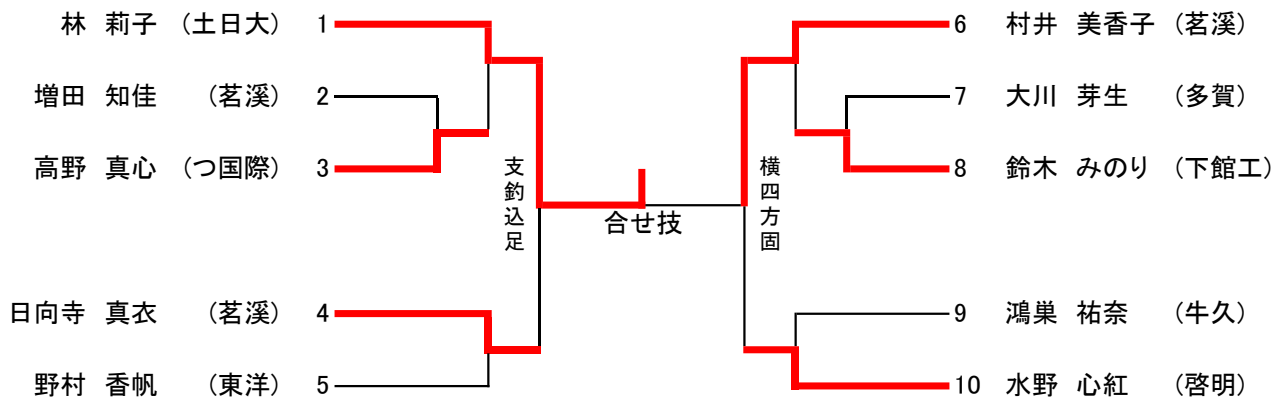 林 莉子 (土日大) 1
増田 知佳 (茗溪) 2
高野 真心 (つ国際) 3
日向寺 真衣 (茗溪) 4
野村 香帆 (東洋) 5
支釣込足
合せ技
横四方固
6 村井 美香子 (茗溪)
7 大川 芽生 (多賀)
8 鈴木 みのり (下館工)
9 鴻巣 祐奈 (牛久)
10 水野 心紅 (啓明)